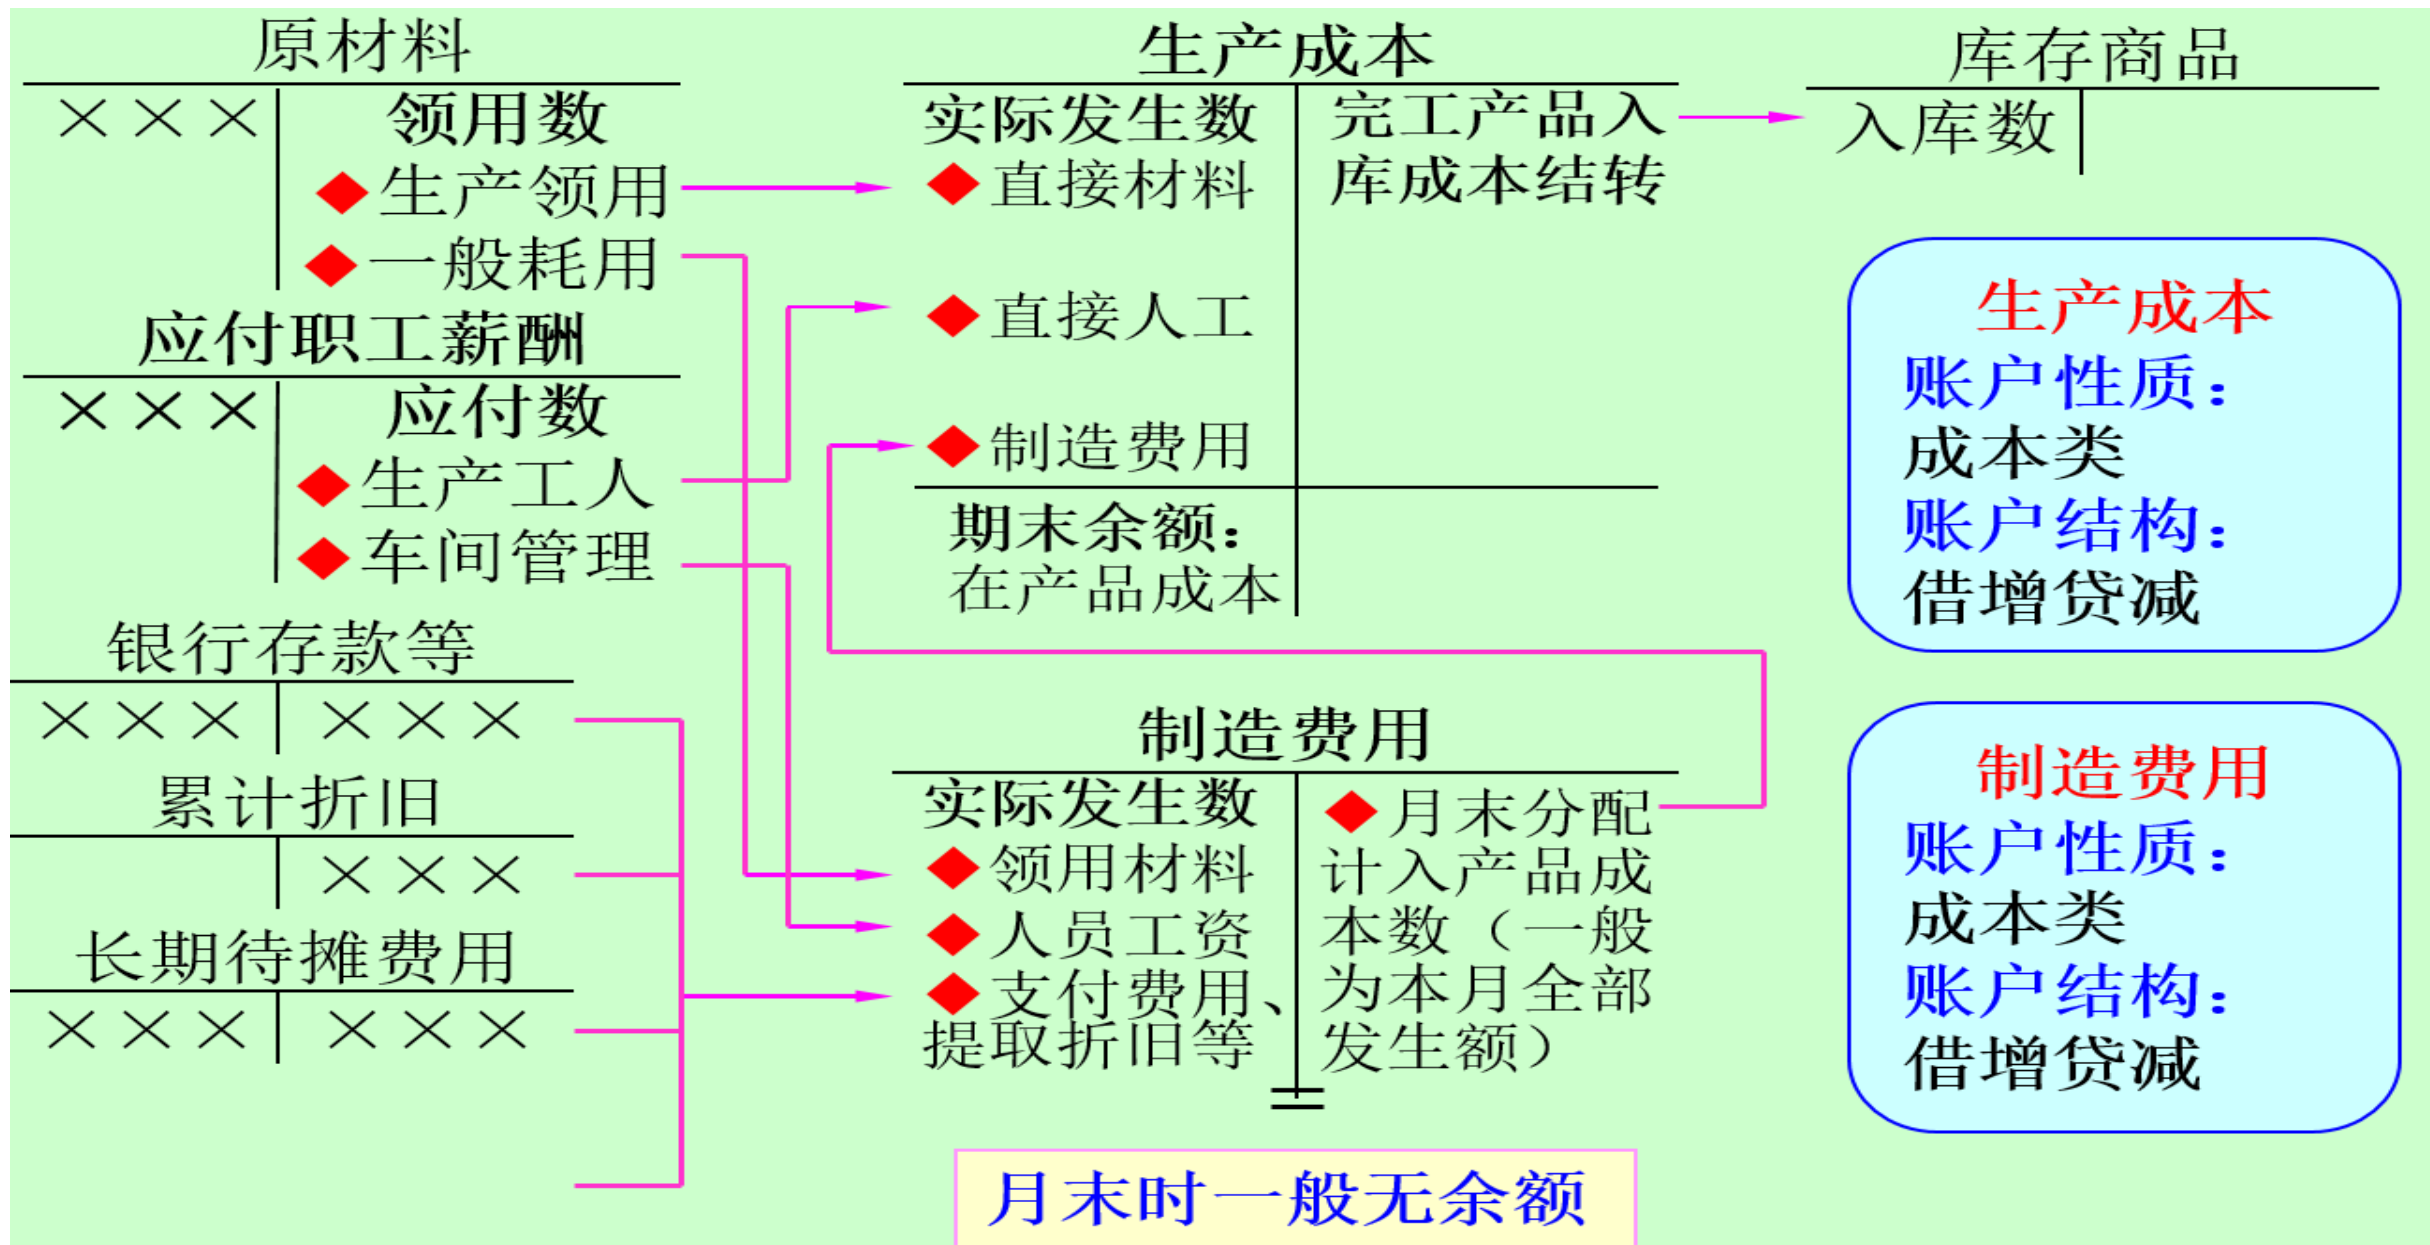 原材料
××× 领用数
◆生产领用
◆一般耗用
应付职工薪酬
××× 应付数
◆生产工人
◆车间管理
银行存款等
××× ×××
累计折旧
×××
长期待摊费用
××× ×××
生产成本
实际发生数
◆直接材料
◆直接人工
◆制造费用
期末余额：
在产品成本
完工产品入
库成本结转
制造费用
实际发生数
◆领用材料
◆人员工资
◆支付费用、
提取折旧等
◆月末分配
计入产品成
本数（一般
为本月全部
发生额）
月末时一般无余额
库存商品
入库数
生产成本
账户性质：
成本类
账户结构：
借增贷减
制造费用
账户性质：
成本类
账户结构：
借增贷减